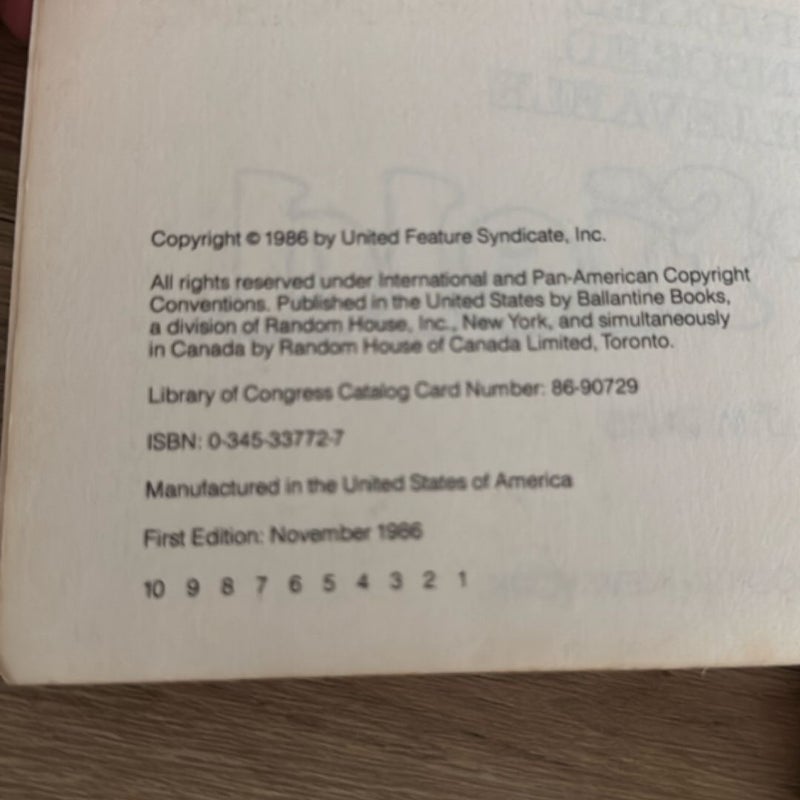 Copyright © 1986 by United Feature Syndicate, Inc.
All rights reserved under International and Pan-American Copyright
Conventions. Published in the United States by Ballantine Books,
a division of Random House, Inc., New York, and simultaneously
in Canada by Random House of Canada Limited, Toronto.
Library of Congress Catalog Card Number: 86-90729
ISBN: 0-345-33772-7
Manufactured in the United States of America
First Edition: November 1986
10 9 8 7 6 5 4 3 2 1